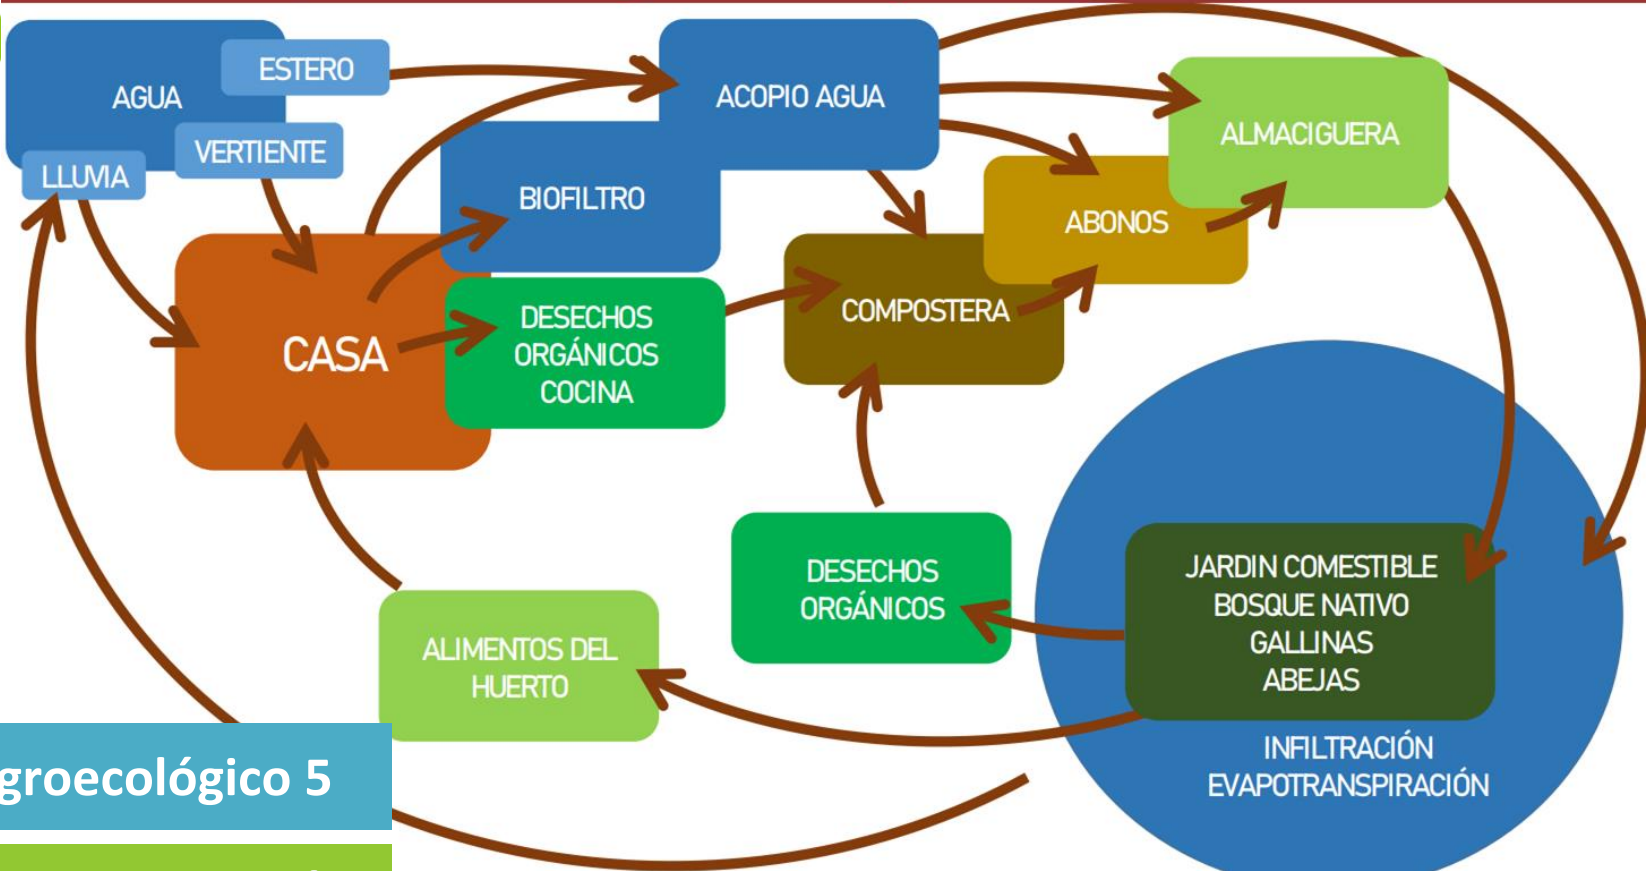 AGUA
ESTERO
VERTIENTE
LLUVIA
ACOPIO AGUA
BIOFILTRO
ALMACIGUERA
ABONOS
COMPOSTERA
CASA
DESECHOS
ORGÁNICOS
COCINA
DESECHOS
ORGÁNICOS
ALIMENTOS DEL
HUERTO
JARDIN COMESTIBLE
BOSQUE NATIVO
GALLINAS
ABEJAS
INFILTRACIÓN
EVAPOTRANSPIRACIÓN
groecológico 5